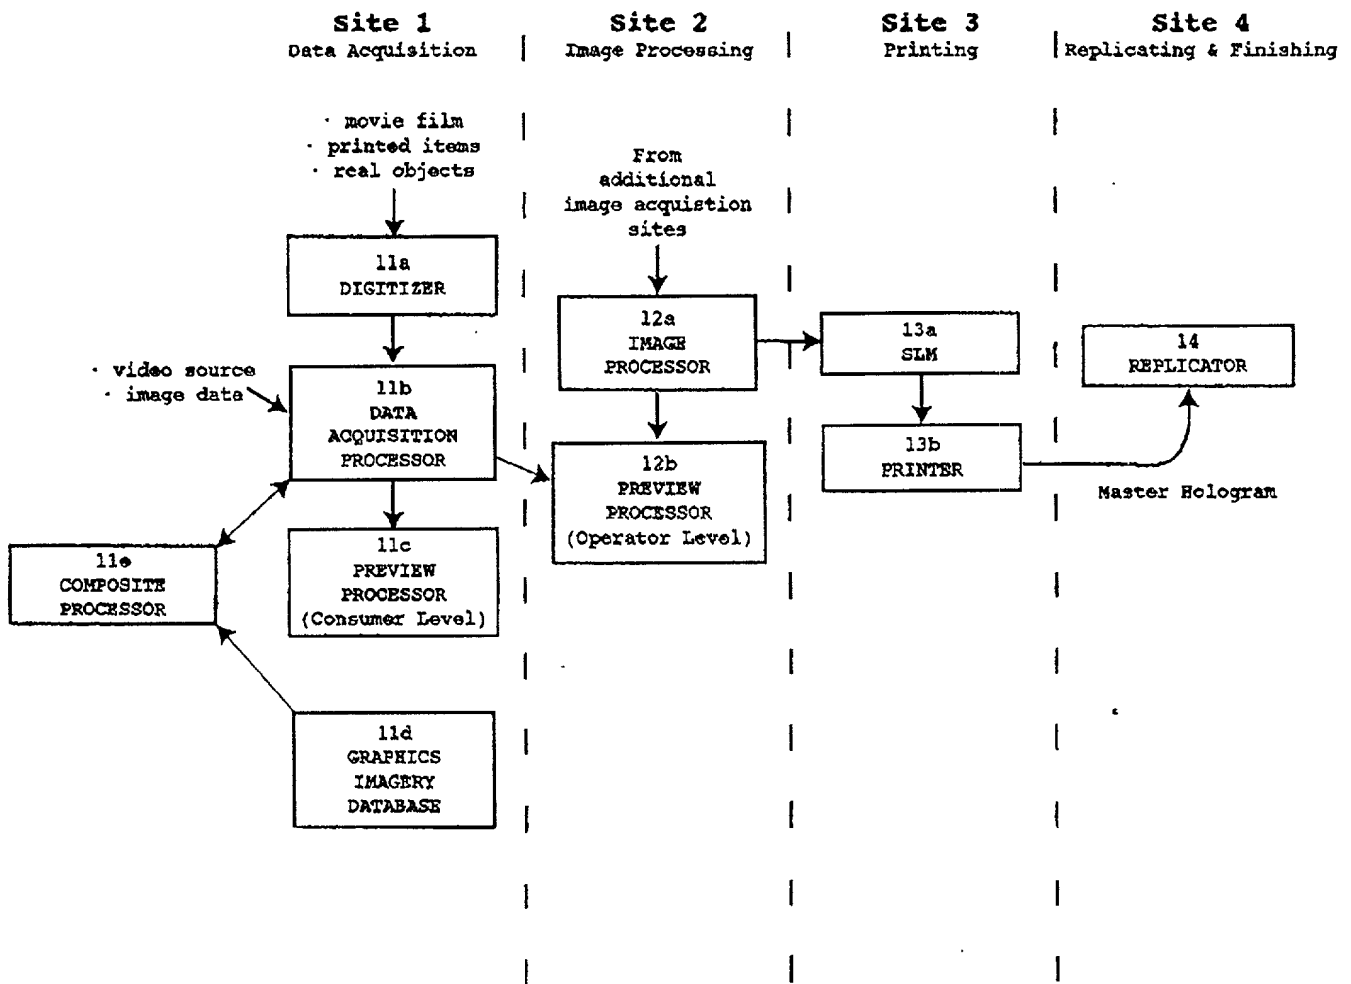 Site 1
Data Acquisition
Site 2
Image Processing
Site 3
Printing
Site 4
Replicating & Finishing
· movie film
· printed items
· real objects
From
additional
image acquistion
sites
11a
DIGITIZER
12a
IMAGE
PROCESSOR
13a
SLM
14
REPLICATOR
· video source
· image data
11b
DATA
ACQUISITION
PROCESSOR
12b
PREVIEW
PROCESSOR
(Operator Level)
13b
PRINTER
Master Hologram
11e
COMPOSITE
PROCESSOR
11c
PREVIEW
PROCESSOR
(Consumer Level)
11d
GRAPHICS
IMAGERY
DATABASE